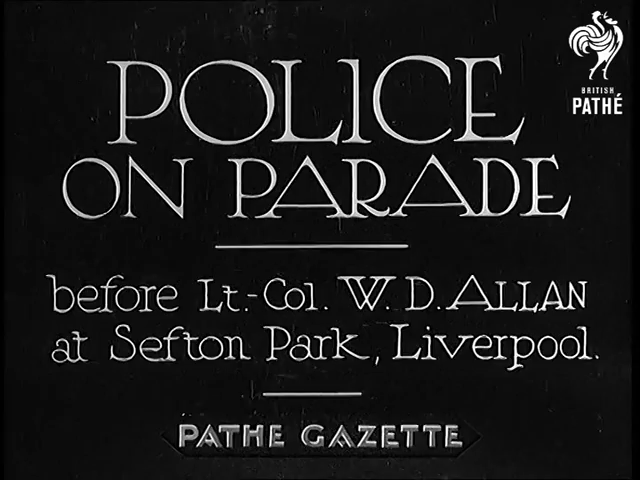 POLICE
ON PARADE
before Lt.-Col. W. D. ALLAN
at Sefton Park, Liverpool.
PATHE GAZETTE
BRITISH
PATHÉ